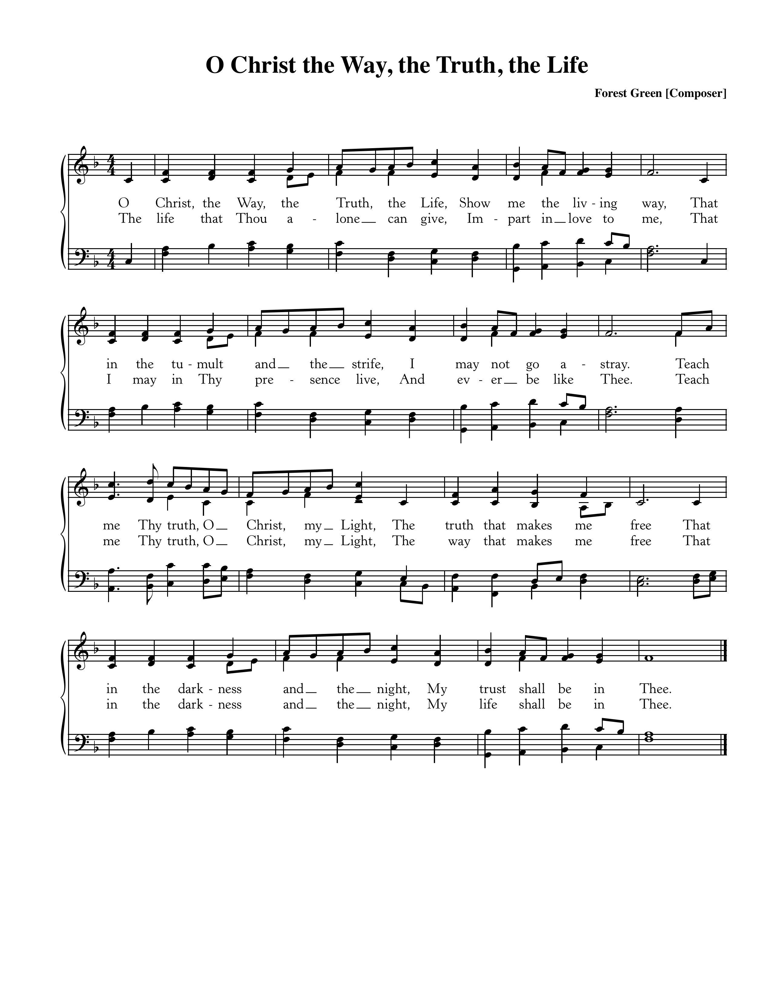 O Christ the Way, the Truth, the Life
Forest Green [Composer]
4 4
O Christ, the Way, the Truth, the Life, Show me the liv - ing way, That
The life that Thou a - lone can give, Im - part in love to me, That
4 4
in the tu - mult and the strife, I may not go a - stray. Teach
I may in Thy pre - sence live, And ev - er be like Thee. Teach
me Thy truth, O Christ, my Light, The truth that makes me free That
me Thy truth, O Christ, my Light, The way that makes me free That
in the dark - ness and the night, My trust shall be in Thee.
in the dark - ness and the night, My life shall be in Thee.